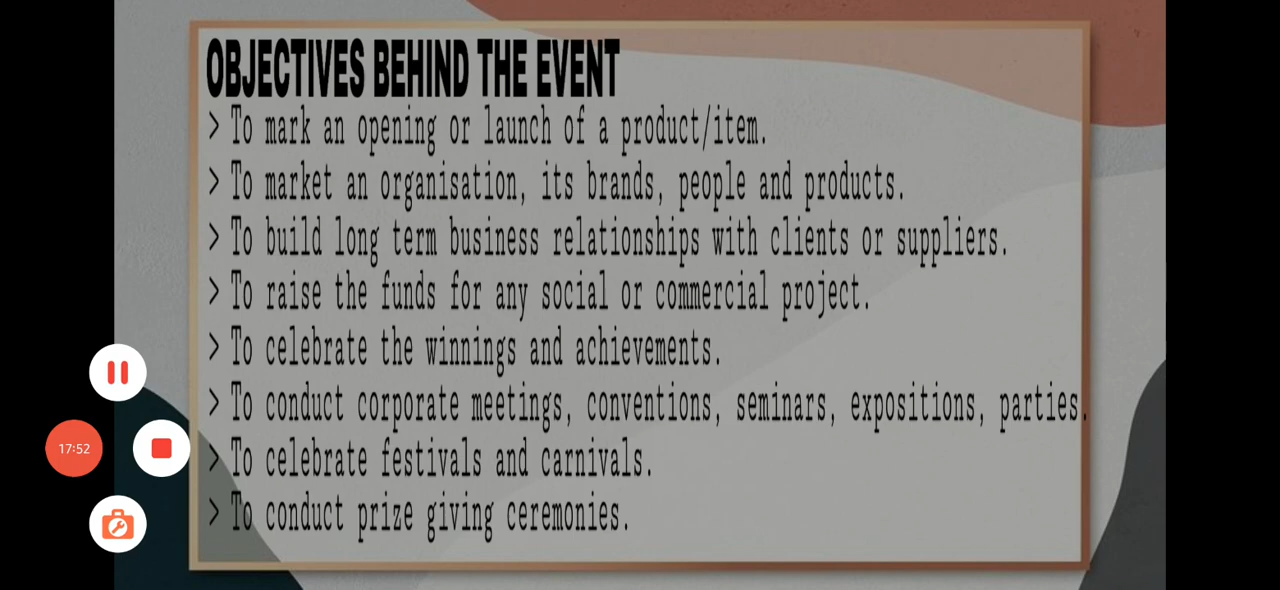 OBJECTIVES BEHIND THE EVENT
> To mark an opening or launch of a product/item.
> To market an organisation, its brands, people and products.
> To build long term business relationships with clients or suppliers.
> To raise the funds for any social or commercial project.
> To celebrate the winnings and achievements.
> To conduct corporate meetings, conventions, seminars, expositions, parties.
> To celebrate festivals and carnivals.
> To conduct prize giving ceremonies.
17:52